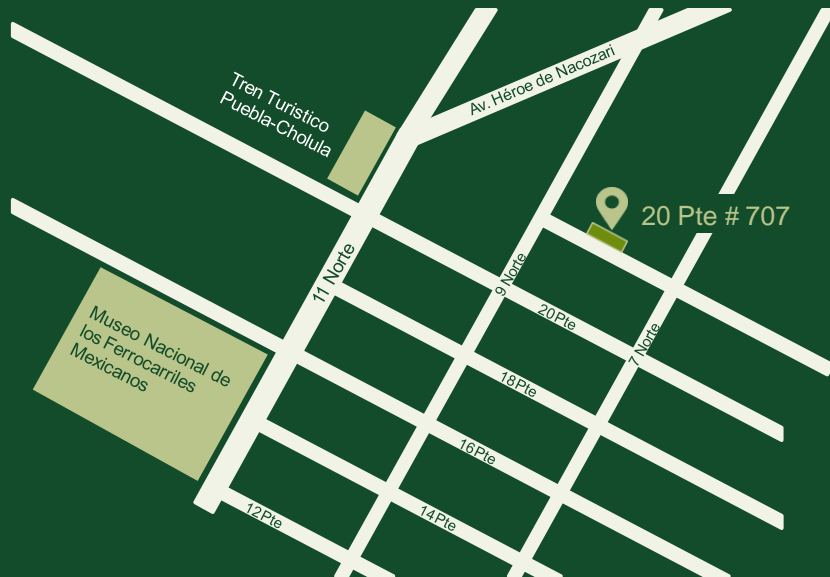 Av. Héroe de Nacozari
Tren Turistico
Puebla-Cholula
20 Pte # 707
11 Norte
9 Norte
20Pte
7 Norte
Museo Nacional de
los Ferrocarriles
Mexicanos
18Pte
16Pte
14Pte
12Pte